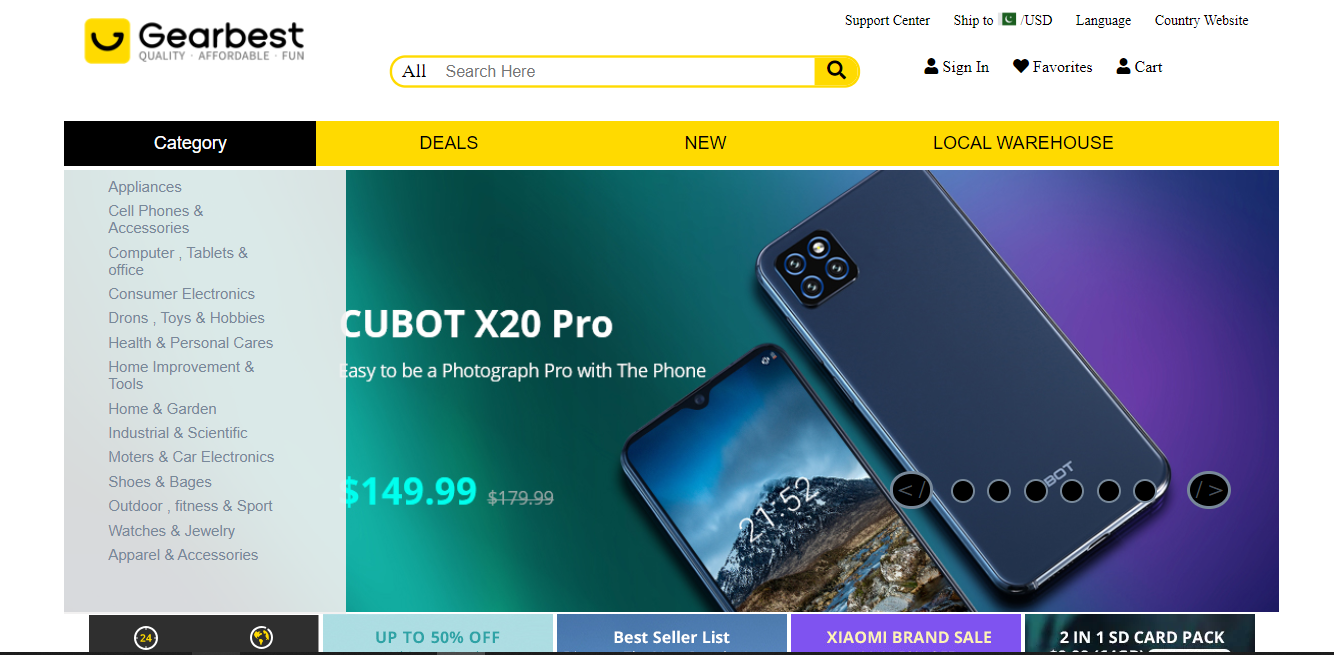 Gearbest
QUALITY · AFFORDABLE · FUN
Support Center Ship to /USD Language Country Website
All Search Here
Sign In Favorites Cart
Category DEALS NEW LOCAL WAREHOUSE
Appliances
Cell Phones &
Accessories
Computer , Tablets &
office
Consumer Electronics
Drons , Toys & Hobbies
Health & Personal Cares
Home Improvement &
Tools
Home & Garden
Industrial & Scientific
Moters & Car Electronics
Shoes & Bages
Outdoor , fitness & Sport
Watches & Jewelry
Apparel & Accessories
CUBOT X20 Pro
Easy to be a Photograph Pro with The Phone
$149.99 $179.99
21:52
</ / >
24
UP TO 50% OFF
Best Seller List
XIAOMI BRAND SALE
2 IN 1 SD CARD PACK